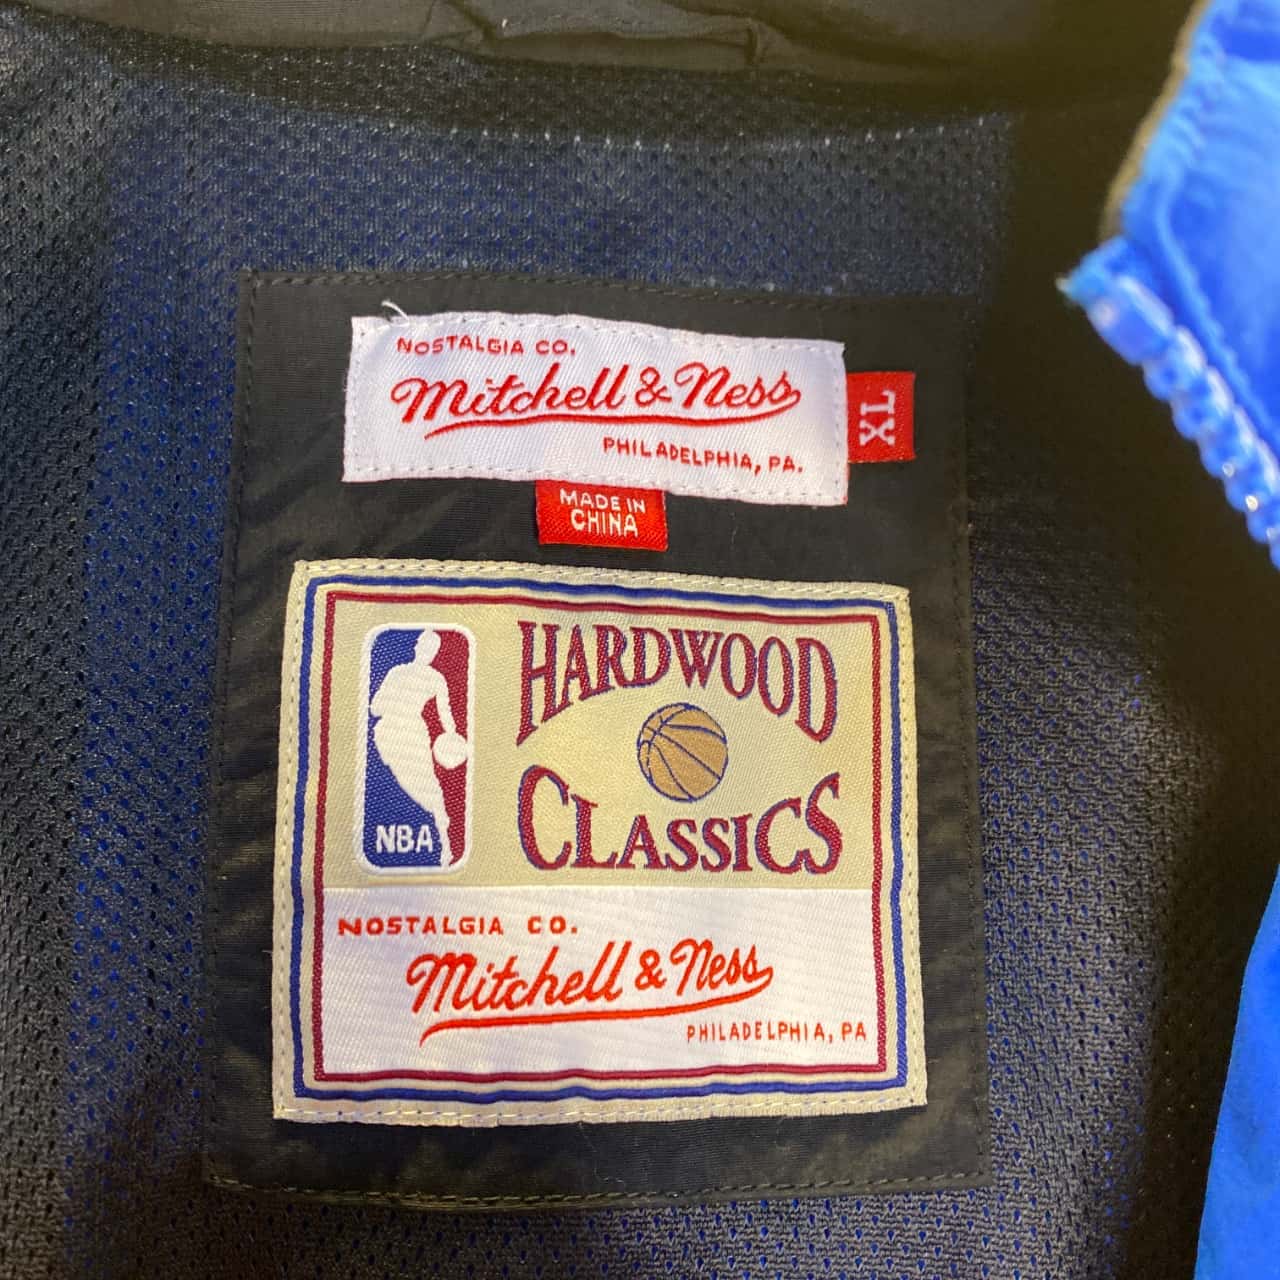 NOSTALGIA CO.
Mitchell & Ness
PHILADELPHIA, PA.
XL
MADE IN
CHINA
HARDWOOD
CLASSICS
NBA
NOSTALGIA CO.
Mitchell & Ness
PHILADELPHIA, PA